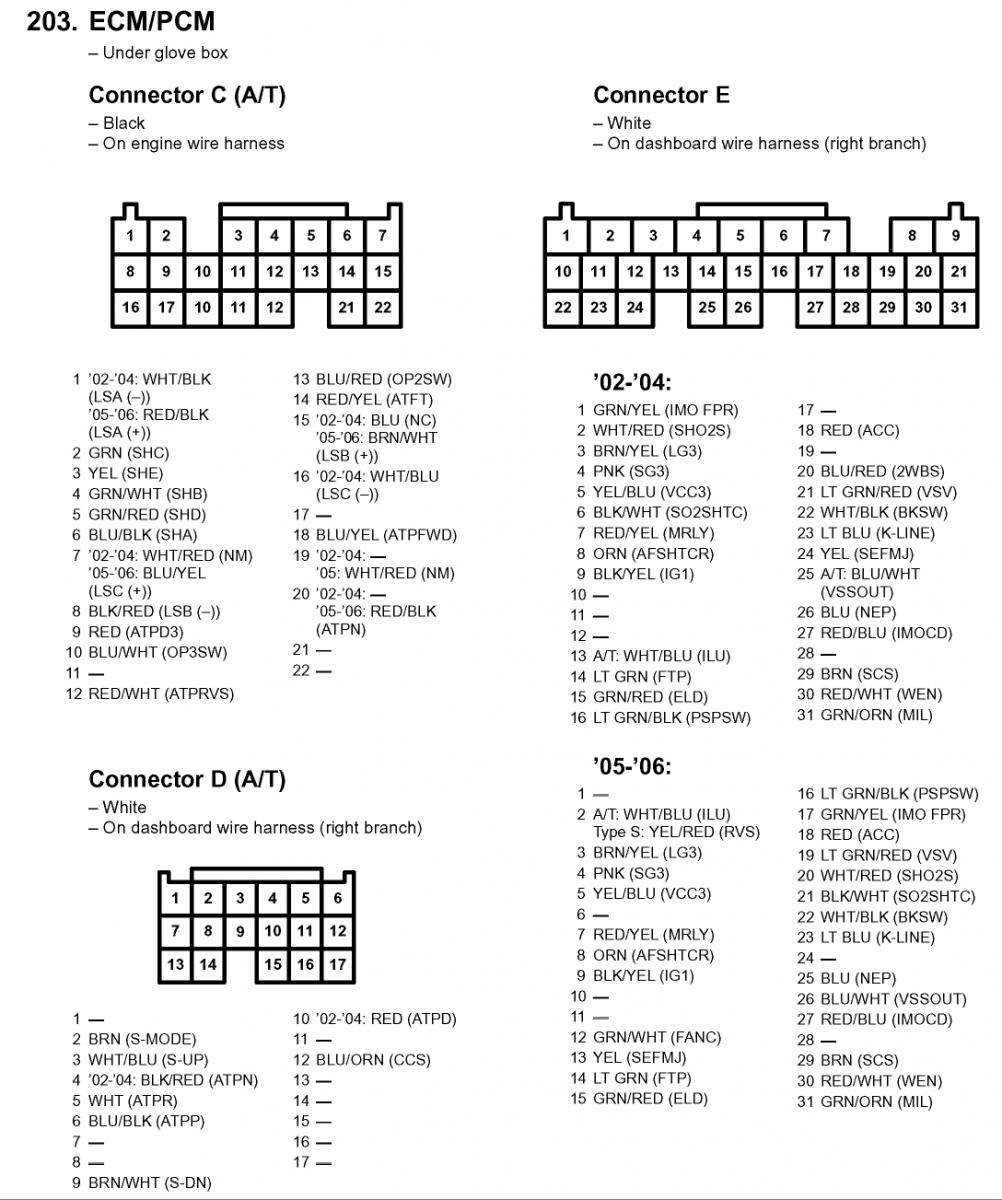 203. ECM/PCM
– Under glove box
Connector C (A/T)
– Black
– On engine wire harness
1 2 3 4 5 6 7
8 9 10 11 12 13 14 15
16 17 10 11 12 21 22
1 ’02-’04: WHT/BLK
(LSA (–))
’05-’06: RED/BLK
(LSA (+))
2 GRN (SHC)
3 YEL (SHE)
4 GRN/WHT (SHB)
5 GRN/RED (SHD)
6 BLU/BLK (SHA)
7 ’02-’04: WHT/RED (NM)
’05-’06: BLU/YEL
(LSC (+))
8 BLK/RED (LSB (–))
9 RED (ATPD3)
10 BLU/WHT (OP3SW)
11 —
12 RED/WHT (ATPRVS)
13 BLU/RED (OP2SW)
14 RED/YEL (ATFT)
15 ’02-’04: BLU (NC)
’05-’06: BRN/WHT
(LSB (+))
16 ’02-’04: WHT/BLU
(LSC (–))
17 —
18 BLU/YEL (ATPFWD)
19 ’02-’04: —
’05: WHT/RED (NM)
20 ’02-’04: —
’05-’06: RED/BLK
(ATPN)
21 —
22 —
Connector D (A/T)
– White
– On dashboard wire harness (right branch)
1 2 3 4 5 6
7 8 9 10 11 12
13 14 15 16 17
1 —
2 BRN (S-MODE)
3 WHT/BLU (S-UP)
4 ’02-’04: BLK/RED (ATPN)
5 WHT (ATPR)
6 BLU/BLK (ATPP)
7 —
8 —
9 BRN/WHT (S-DN)
10 ’02-’04: RED (ATPD)
11 —
12 BLU/ORN (CCS)
13 —
14 —
15 —
16 —
17 —
Connector E
– White
– On dashboard wire harness (right branch)
1 2 3 4 5 6 7 8 9
10 11 12 13 14 15 16 17 18 19 20 21
22 23 24 25 26 27 28 29 30 31
’02-’04:
1 GRN/YEL (IMO FPR)
2 WHT/RED (SHO2S)
3 BRN/YEL (LG3)
4 PNK (SG3)
5 YEL/BLU (VCC3)
6 BLK/WHT (SO2SHTC)
7 RED/YEL (MRLY)
8 ORN (AFSHTCR)
9 BLK/YEL (IG1)
10 —
11 —
12 —
13 A/T: WHT/BLU (ILU)
14 LT GRN (FTP)
15 GRN/RED (ELD)
16 LT GRN/BLK (PSPSW)
17 —
18 RED (ACC)
19 —
20 BLU/RED (2WBS)
21 LT GRN/RED (VSV)
22 WHT/BLK (BKSW)
23 LT BLU (K-LINE)
24 YEL (SEFMJ)
25 A/T: BLU/WHT
(VSSOUT)
26 BLU (NEP)
27 RED/BLU (IMOCD)
28 —
29 BRN (SCS)
30 RED/WHT (WEN)
31 GRN/ORN (MIL)
’05-’06:
1 —
2 A/T: WHT/BLU (ILU)
Type S: YEL/RED (RVS)
3 BRN/YEL (LG3)
4 PNK (SG3)
5 YEL/BLU (VCC3)
6 —
7 RED/YEL (MRLY)
8 ORN (AFSHTCR)
9 BLK/YEL (IG1)
10 —
11 —
12 GRN/WHT (FANC)
13 YEL (SEFMJ)
14 LT GRN (FTP)
15 GRN/RED (ELD)
16 LT GRN/BLK (PSPSW)
17 GRN/YEL (IMO FPR)
18 RED (ACC)
19 LT GRN/RED (VSV)
20 WHT/RED (SHO2S)
21 BLK/WHT (SO2SHTC)
22 WHT/BLK (BKSW)
23 LT BLU (K-LINE)
24 —
25 BLU (NEP)
26 BLU/WHT (VSSOUT)
27 RED/BLU (IMOCD)
28 —
29 BRN (SCS)
30 RED/WHT (WEN)
31 GRN/ORN (MIL)